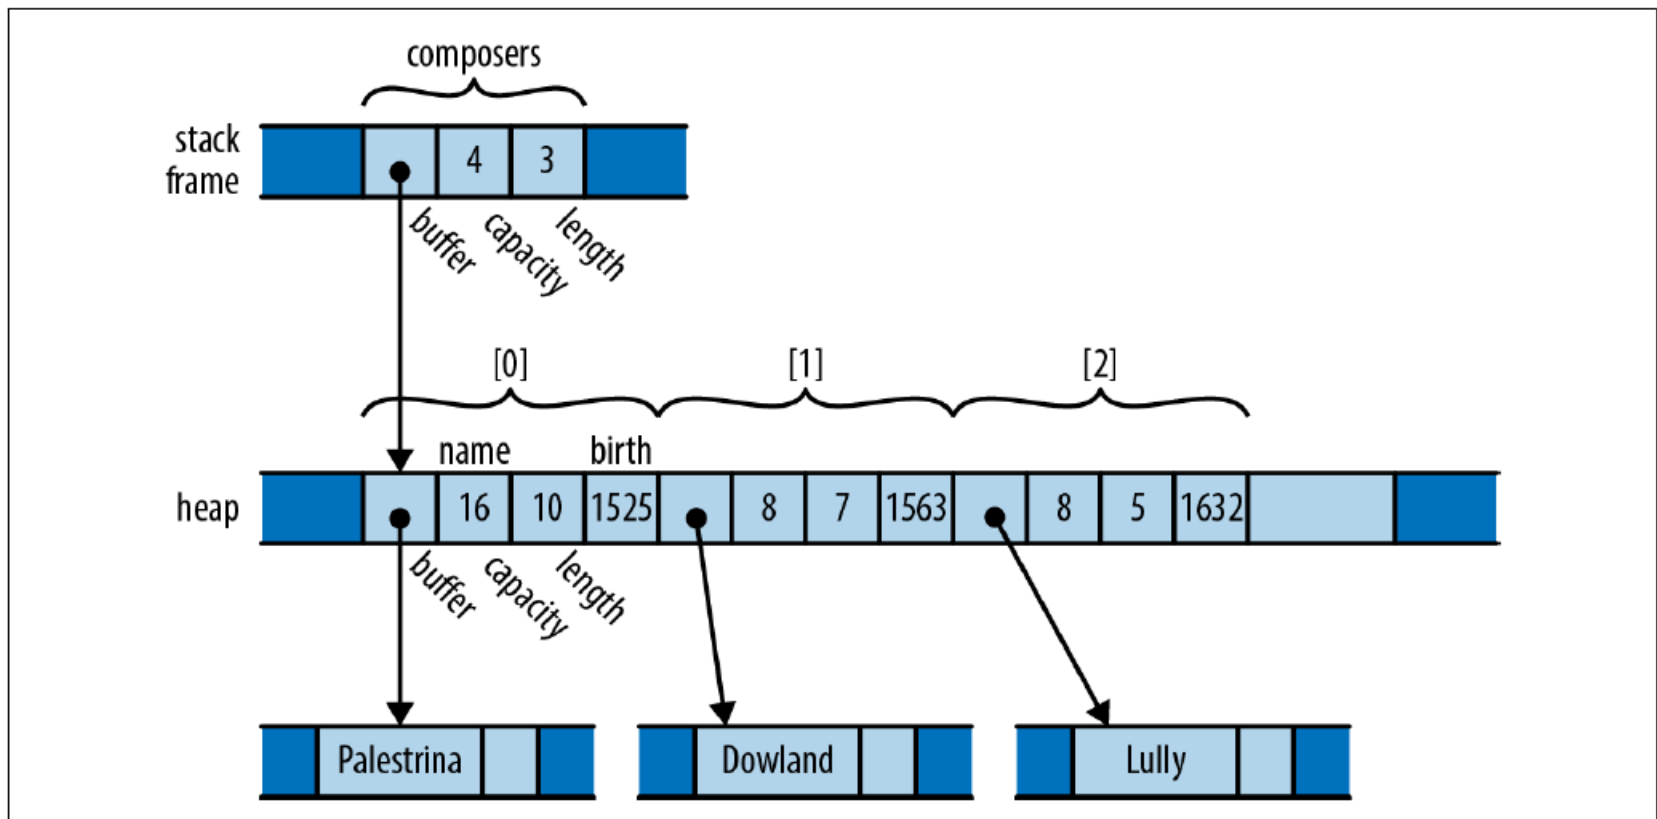 composers
stack
frame
4 3
buffer capacity length
[0] [1] [2]
name birth
heap
16 10 1525 8 7 1563 8 5 1632
buffer capacity length
Palestrina Dowland Lully